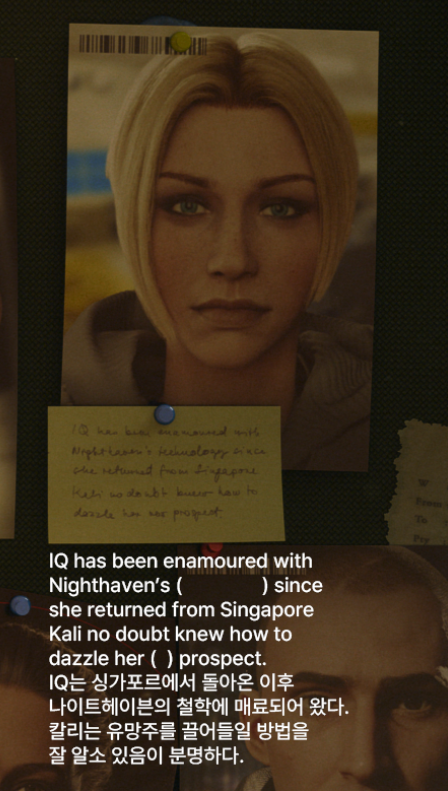 IQ has been enamoured with
Nighthaven's technology since
she returned from Singapore
Kali no doubt knew how to
dazzle her prospect
W
From
To
IQ has been enamoured with
Nighthaven's ( ) since
she returned from Singapore
Kali no doubt knew how to
dazzle her ( ) prospect.
IQ는 싱가포르에서 돌아온 이후
나이트헤이븐의 철학에 매료되어 왔다.
칼리는 유망주를 끌어들일 방법을
잘 알소 있음이 분명하다.